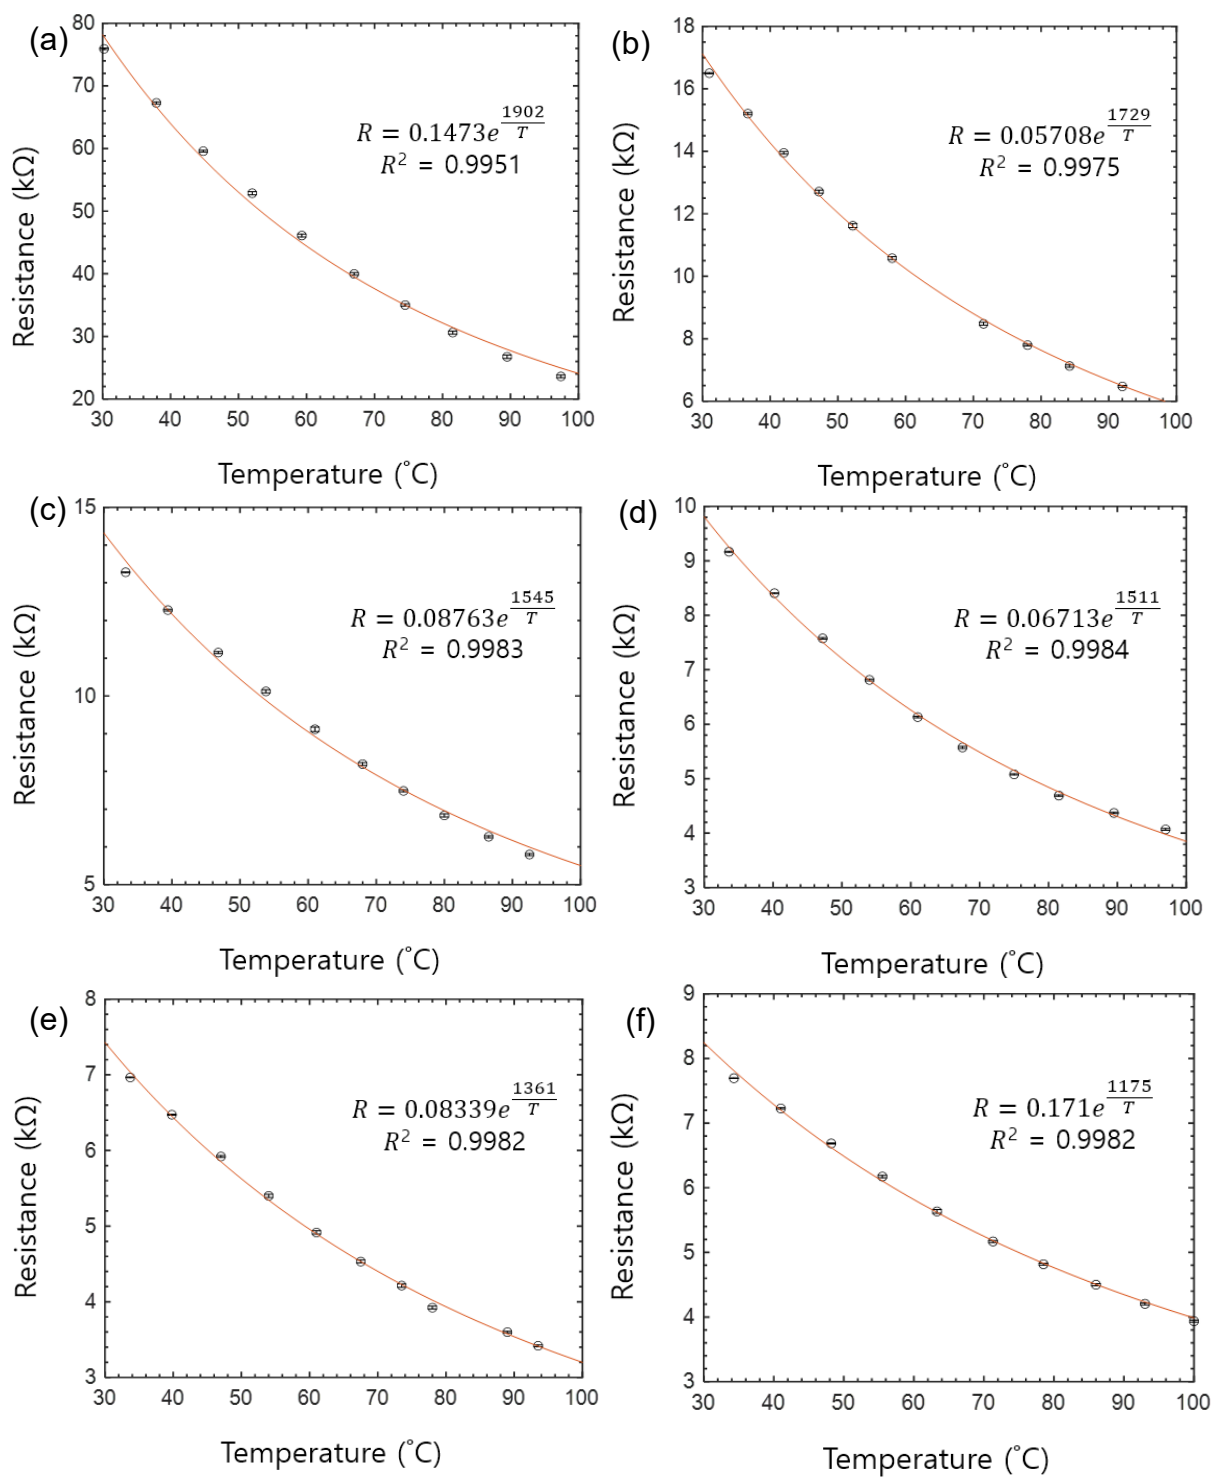 (a)
80
70
60
50
40
30
20
30 40 50 60 70 80 90 100
Resistance (kΩ)
Temperature (˚C)
R = 0.1473e^{1902/T}
R² = 0.9951
(b)
18
16
14
12
10
8
6
30 40 50 60 70 80 90 100
Resistance (kΩ)
Temperature (˚C)
R = 0.05708e^{1729/T}
R² = 0.9975
(c)
15
10
5
30 40 50 60 70 80 90 100
Resistance (kΩ)
Temperature (˚C)
R = 0.08763e^{1545/T}
R² = 0.9983
(d)
10
9
8
7
6
5
4
3
30 40 50 60 70 80 90 100
Resistance (kΩ)
Temperature (˚C)
R = 0.06713e^{1511/T}
R² = 0.9984
(e)
8
7
6
5
4
3
30 40 50 60 70 80 90 100
Resistance (kΩ)
Temperature (˚C)
R = 0.08339e^{1361/T}
R² = 0.9982
(f)
9
8
7
6
5
4
3
30 40 50 60 70 80 90 100
Resistance (kΩ)
Temperature (˚C)
R = 0.171e^{1175/T}
R² = 0.9982